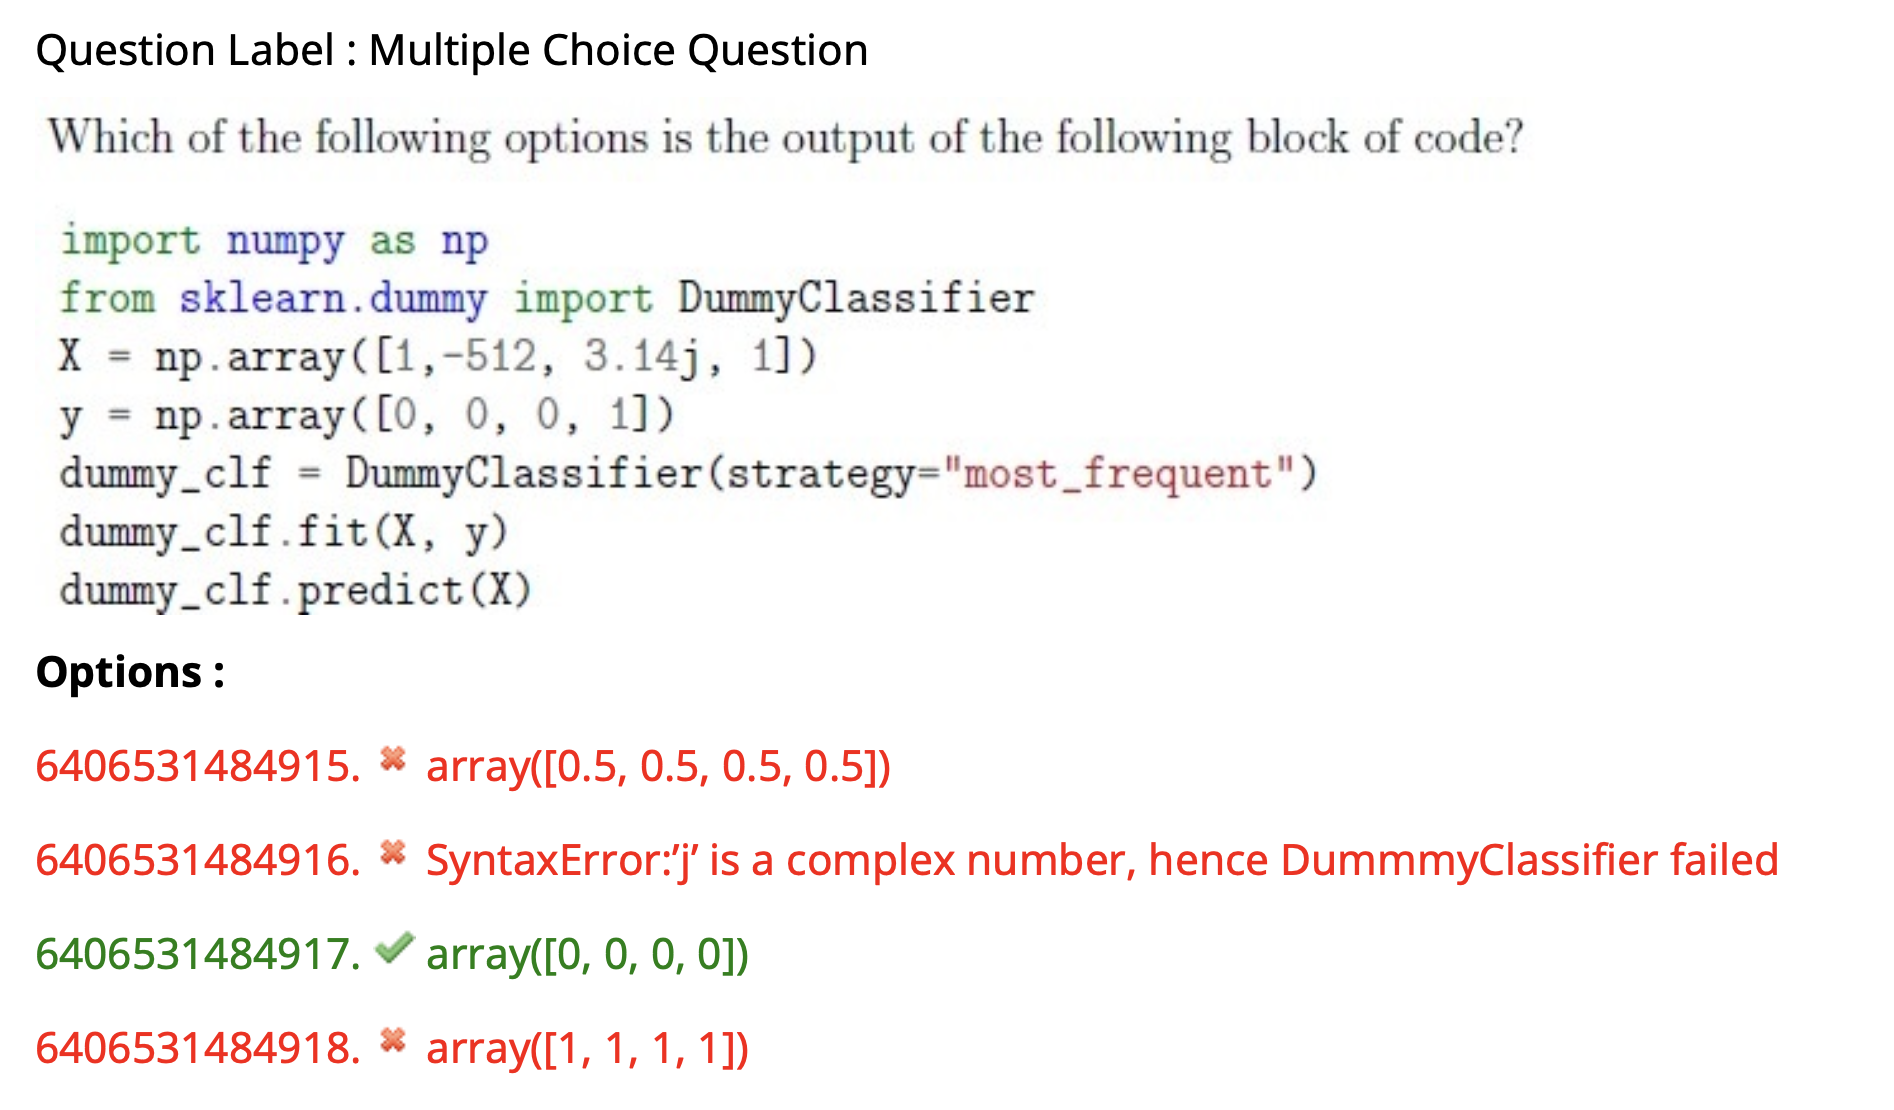 Question Label : Multiple Choice Question
Which of the following options is the output of the following block of code?
import numpy as np
from sklearn.dummy import DummyClassifier
X = np.array([1,-512, 3.14j, 1])
y = np.array([0, 0, 0, 1])
dummy_clf = DummyClassifier(strategy="most_frequent")
dummy_clf.fit(X, y)
dummy_clf.predict(X)
Options :
6406531484915. ✖ array([0.5, 0.5, 0.5, 0.5])
6406531484916. ✖ SyntaxError:’j’ is a complex number, hence DummmyClassifier failed
6406531484917. ✔ array([0, 0, 0, 0])
6406531484918. ✖ array([1, 1, 1, 1])